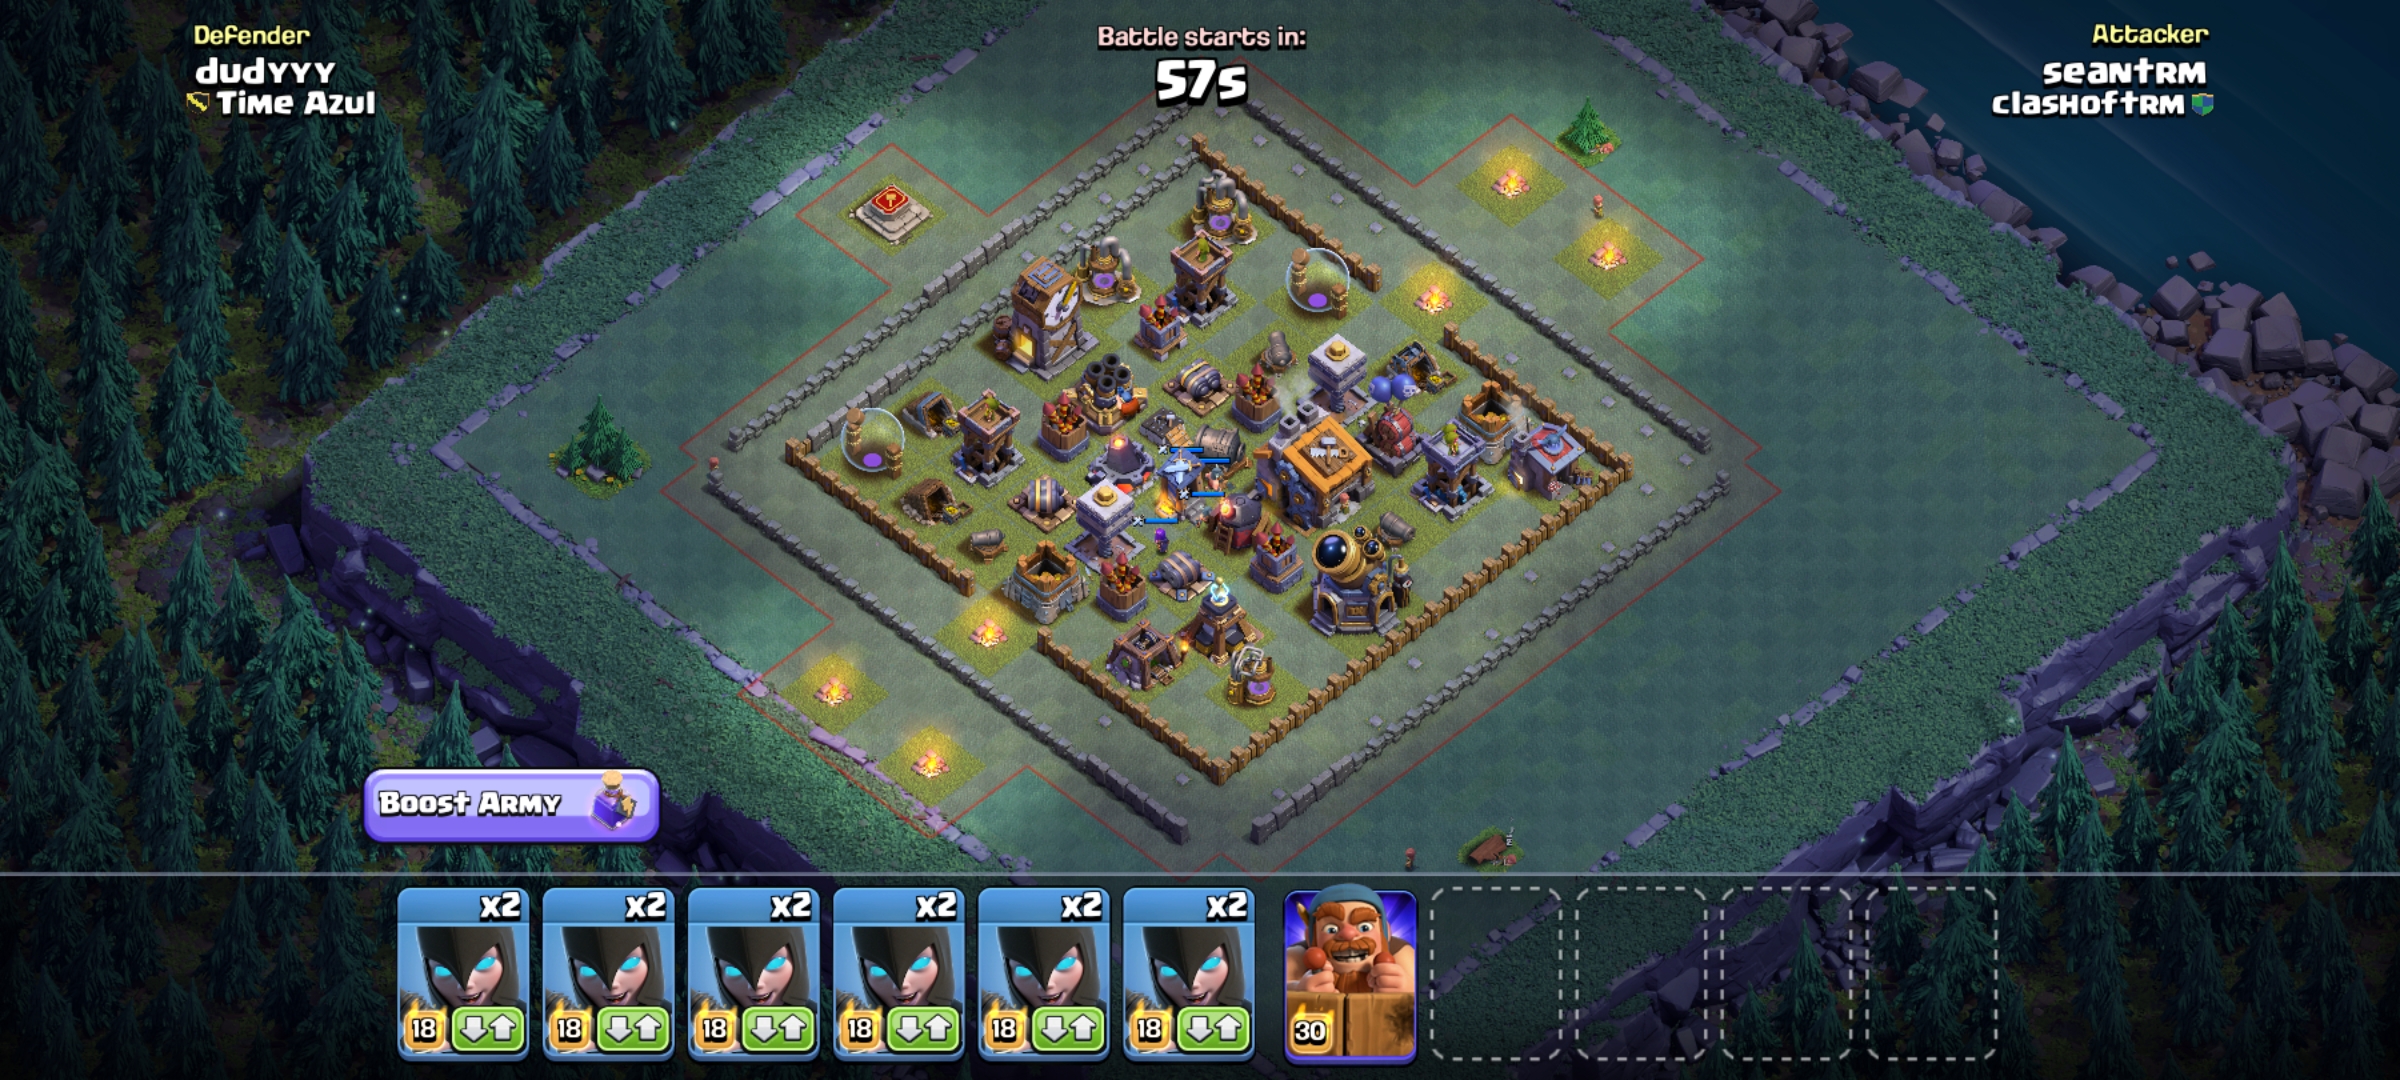 Defender
dudyyy
Time Azul
Battle starts in:
57s
Attacker
seantRM
clashoftRM
Boost Army
x2
x2
x2
x2
x2
x2
18
18
18
18
18
18
30